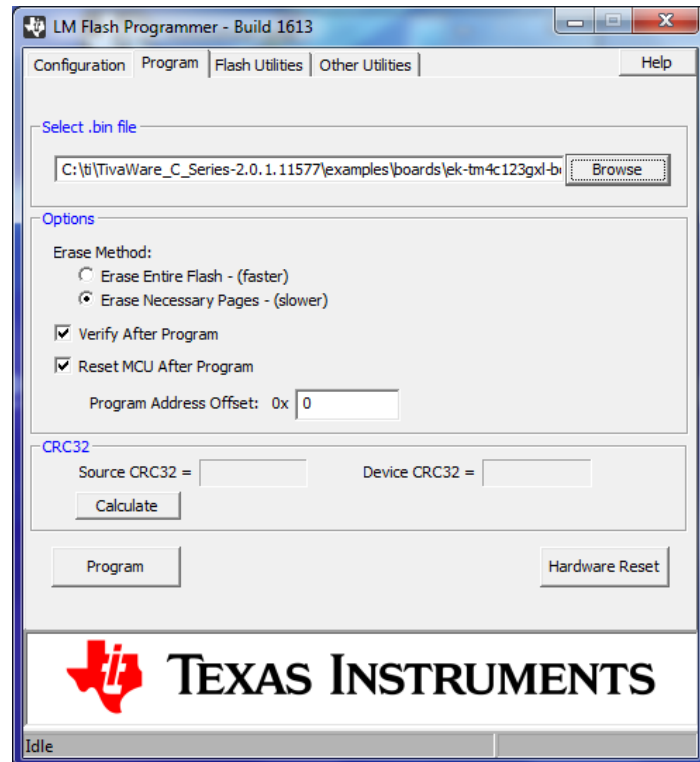 LM Flash Programmer - Build 1613
Configuration Program Flash Utilities Other Utilities Help
Select .bin file
C:\ti\TivaWare_C_Series-2.0.1.11577\examples\boards\ek-tm4c123gxl-b Browse
Options
Erase Method:
Erase Entire Flash - (faster)
Erase Necessary Pages - (slower)
Verify After Program
Reset MCU After Program
Program Address Offset: 0x 0
CRC32
Source CRC32 = Device CRC32 =
Calculate
Program Hardware Reset
TEXAS INSTRUMENTS
Idle